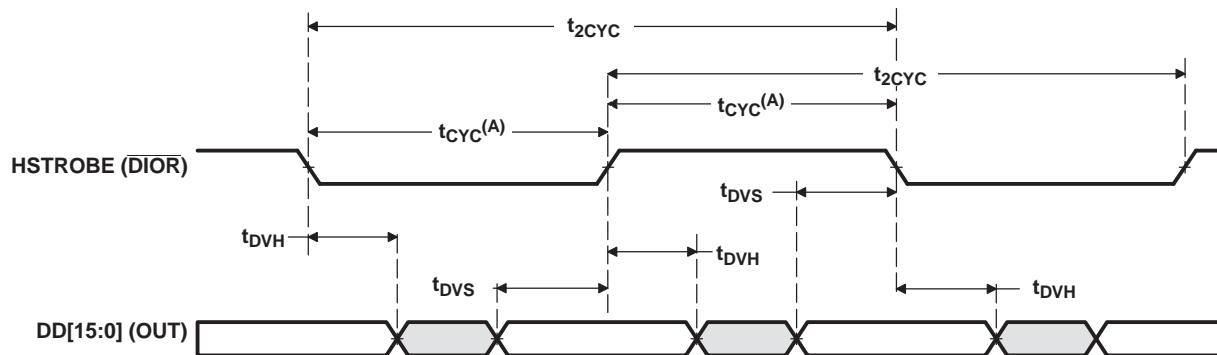 t2CYC
t2CYC
tCYC(A)
tCYC(A)
HSTROBE (DIOR)
tDVS
tDVH
tDVH
tDVS
tDVH
DD[15:0] (OUT)